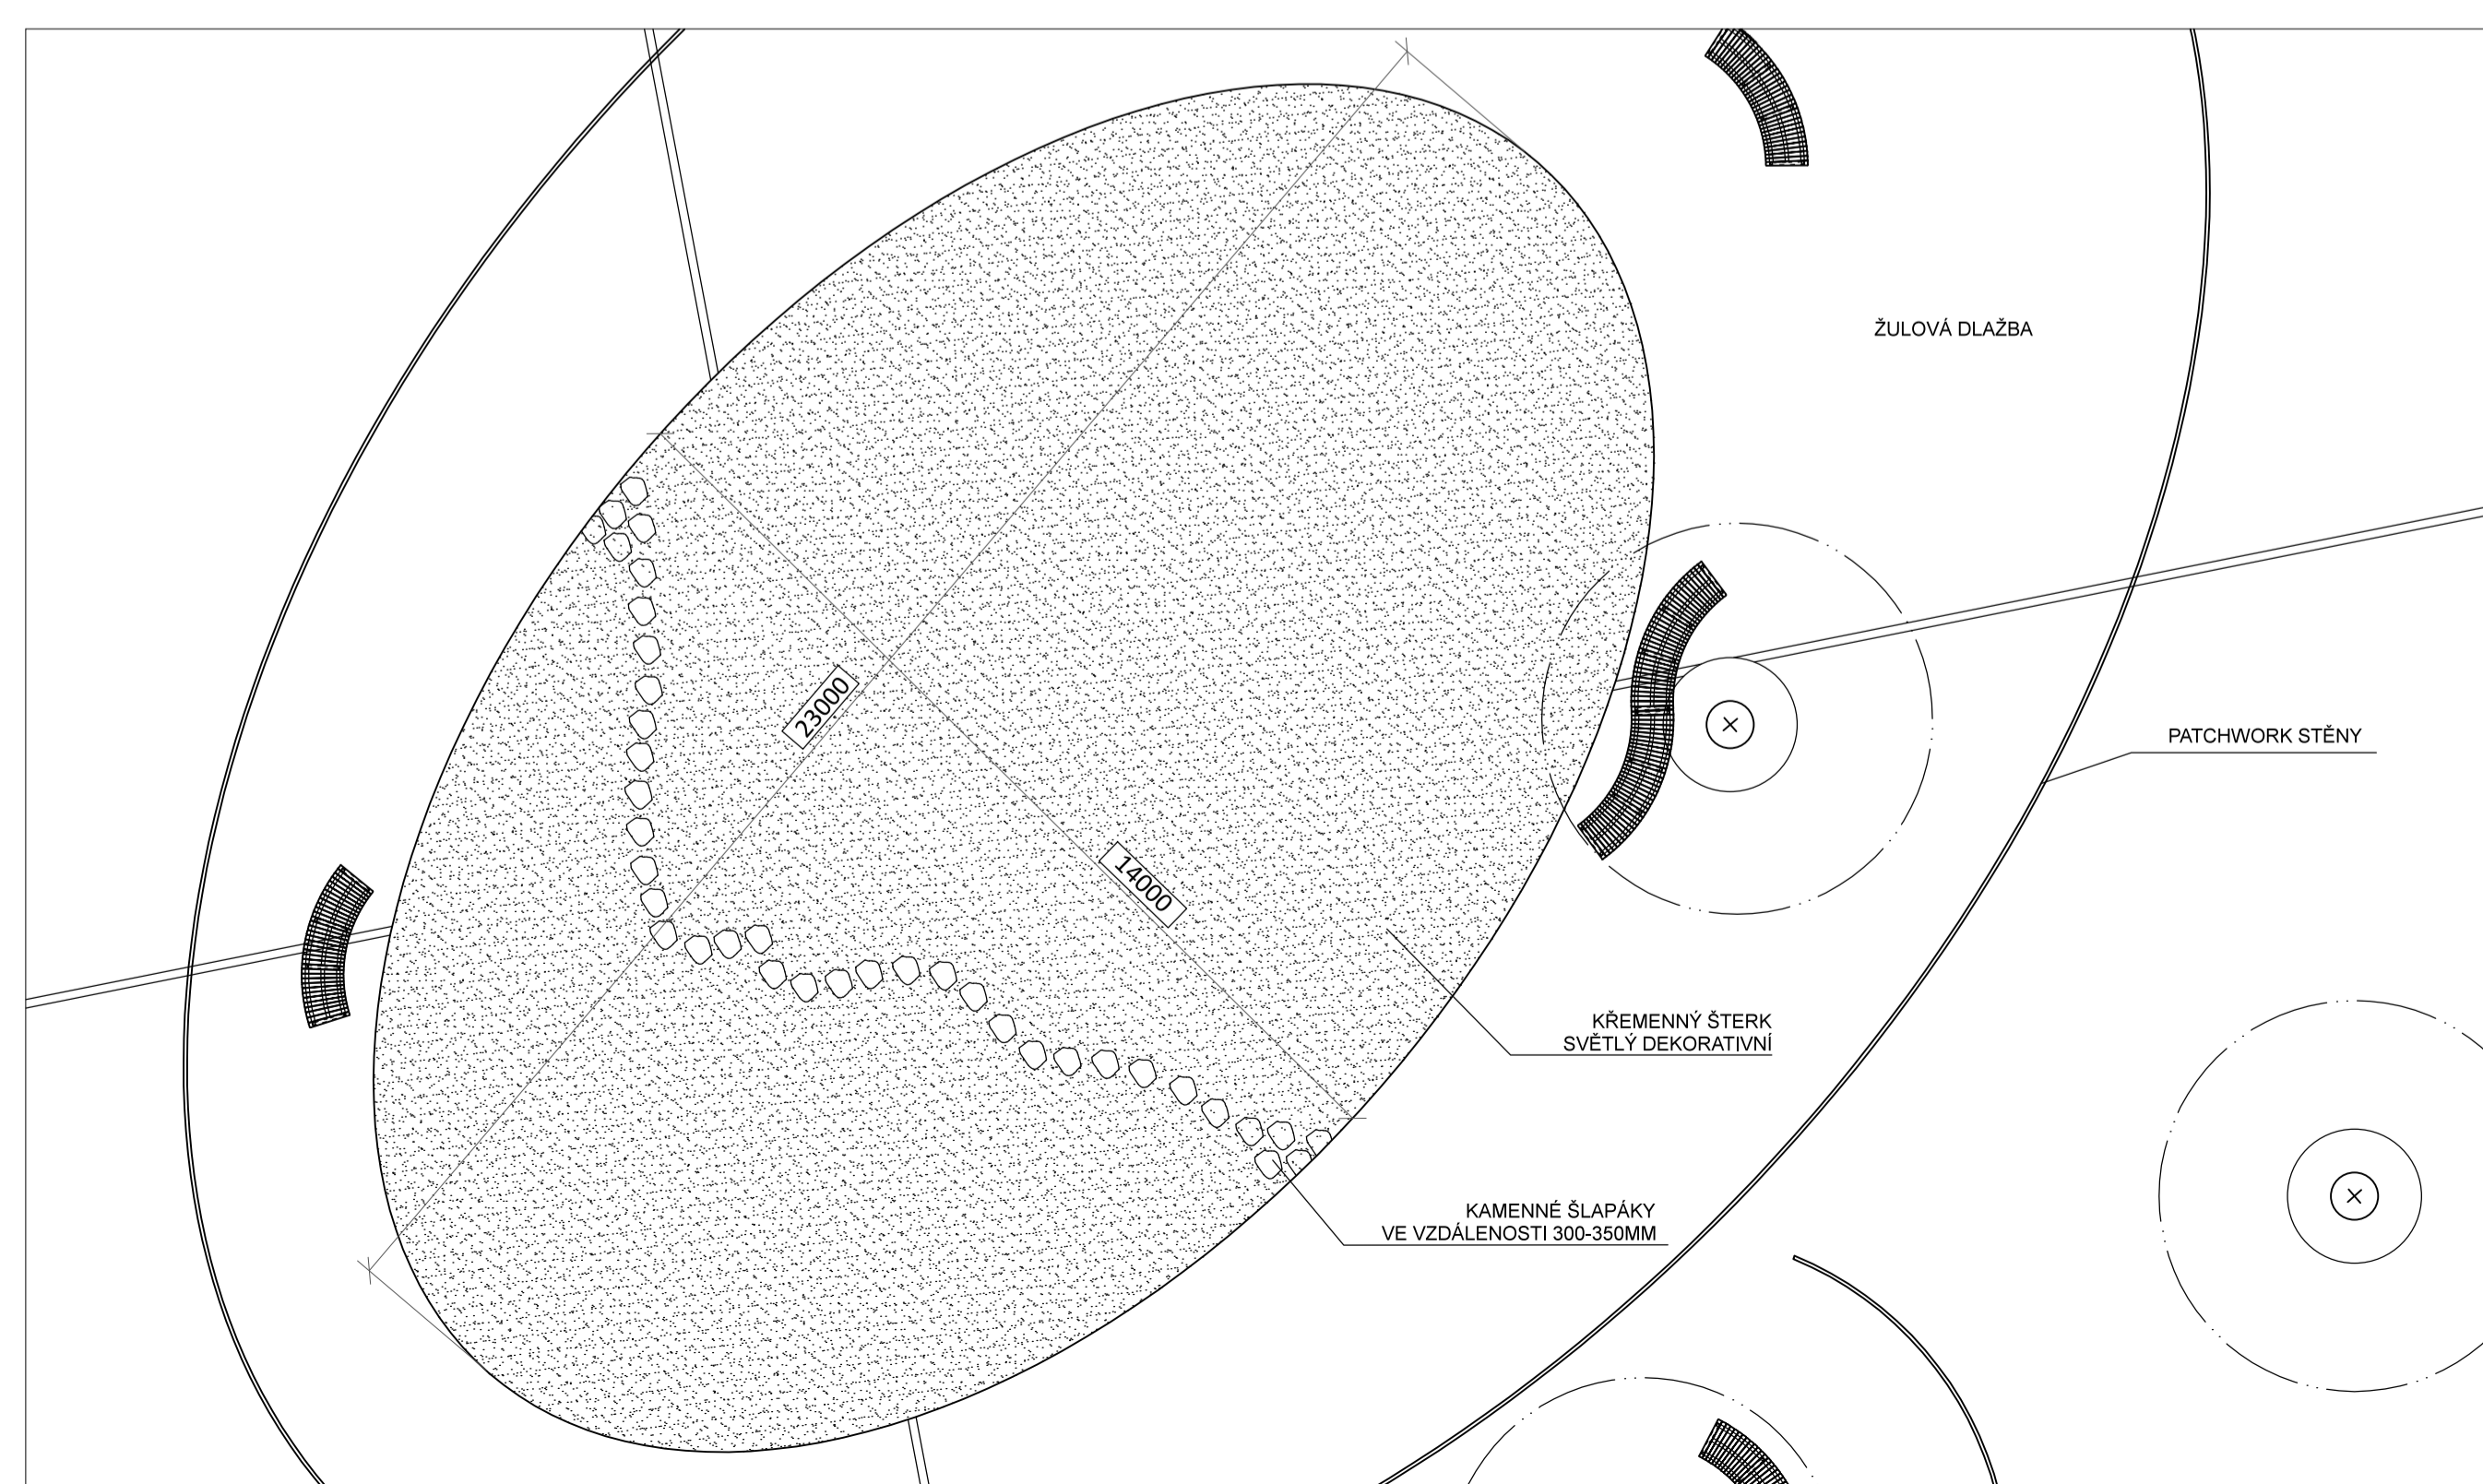 ŽULOVÁ DLAŽBA
23000
PATCHWORK STĚNY
14000
KŘEMENNÝ ŠTERK
SVĚTLÝ DEKORATIVNÍ
KAMENNÉ ŠLAPÁKY
VE VZDÁLENOSTI 300-350MM